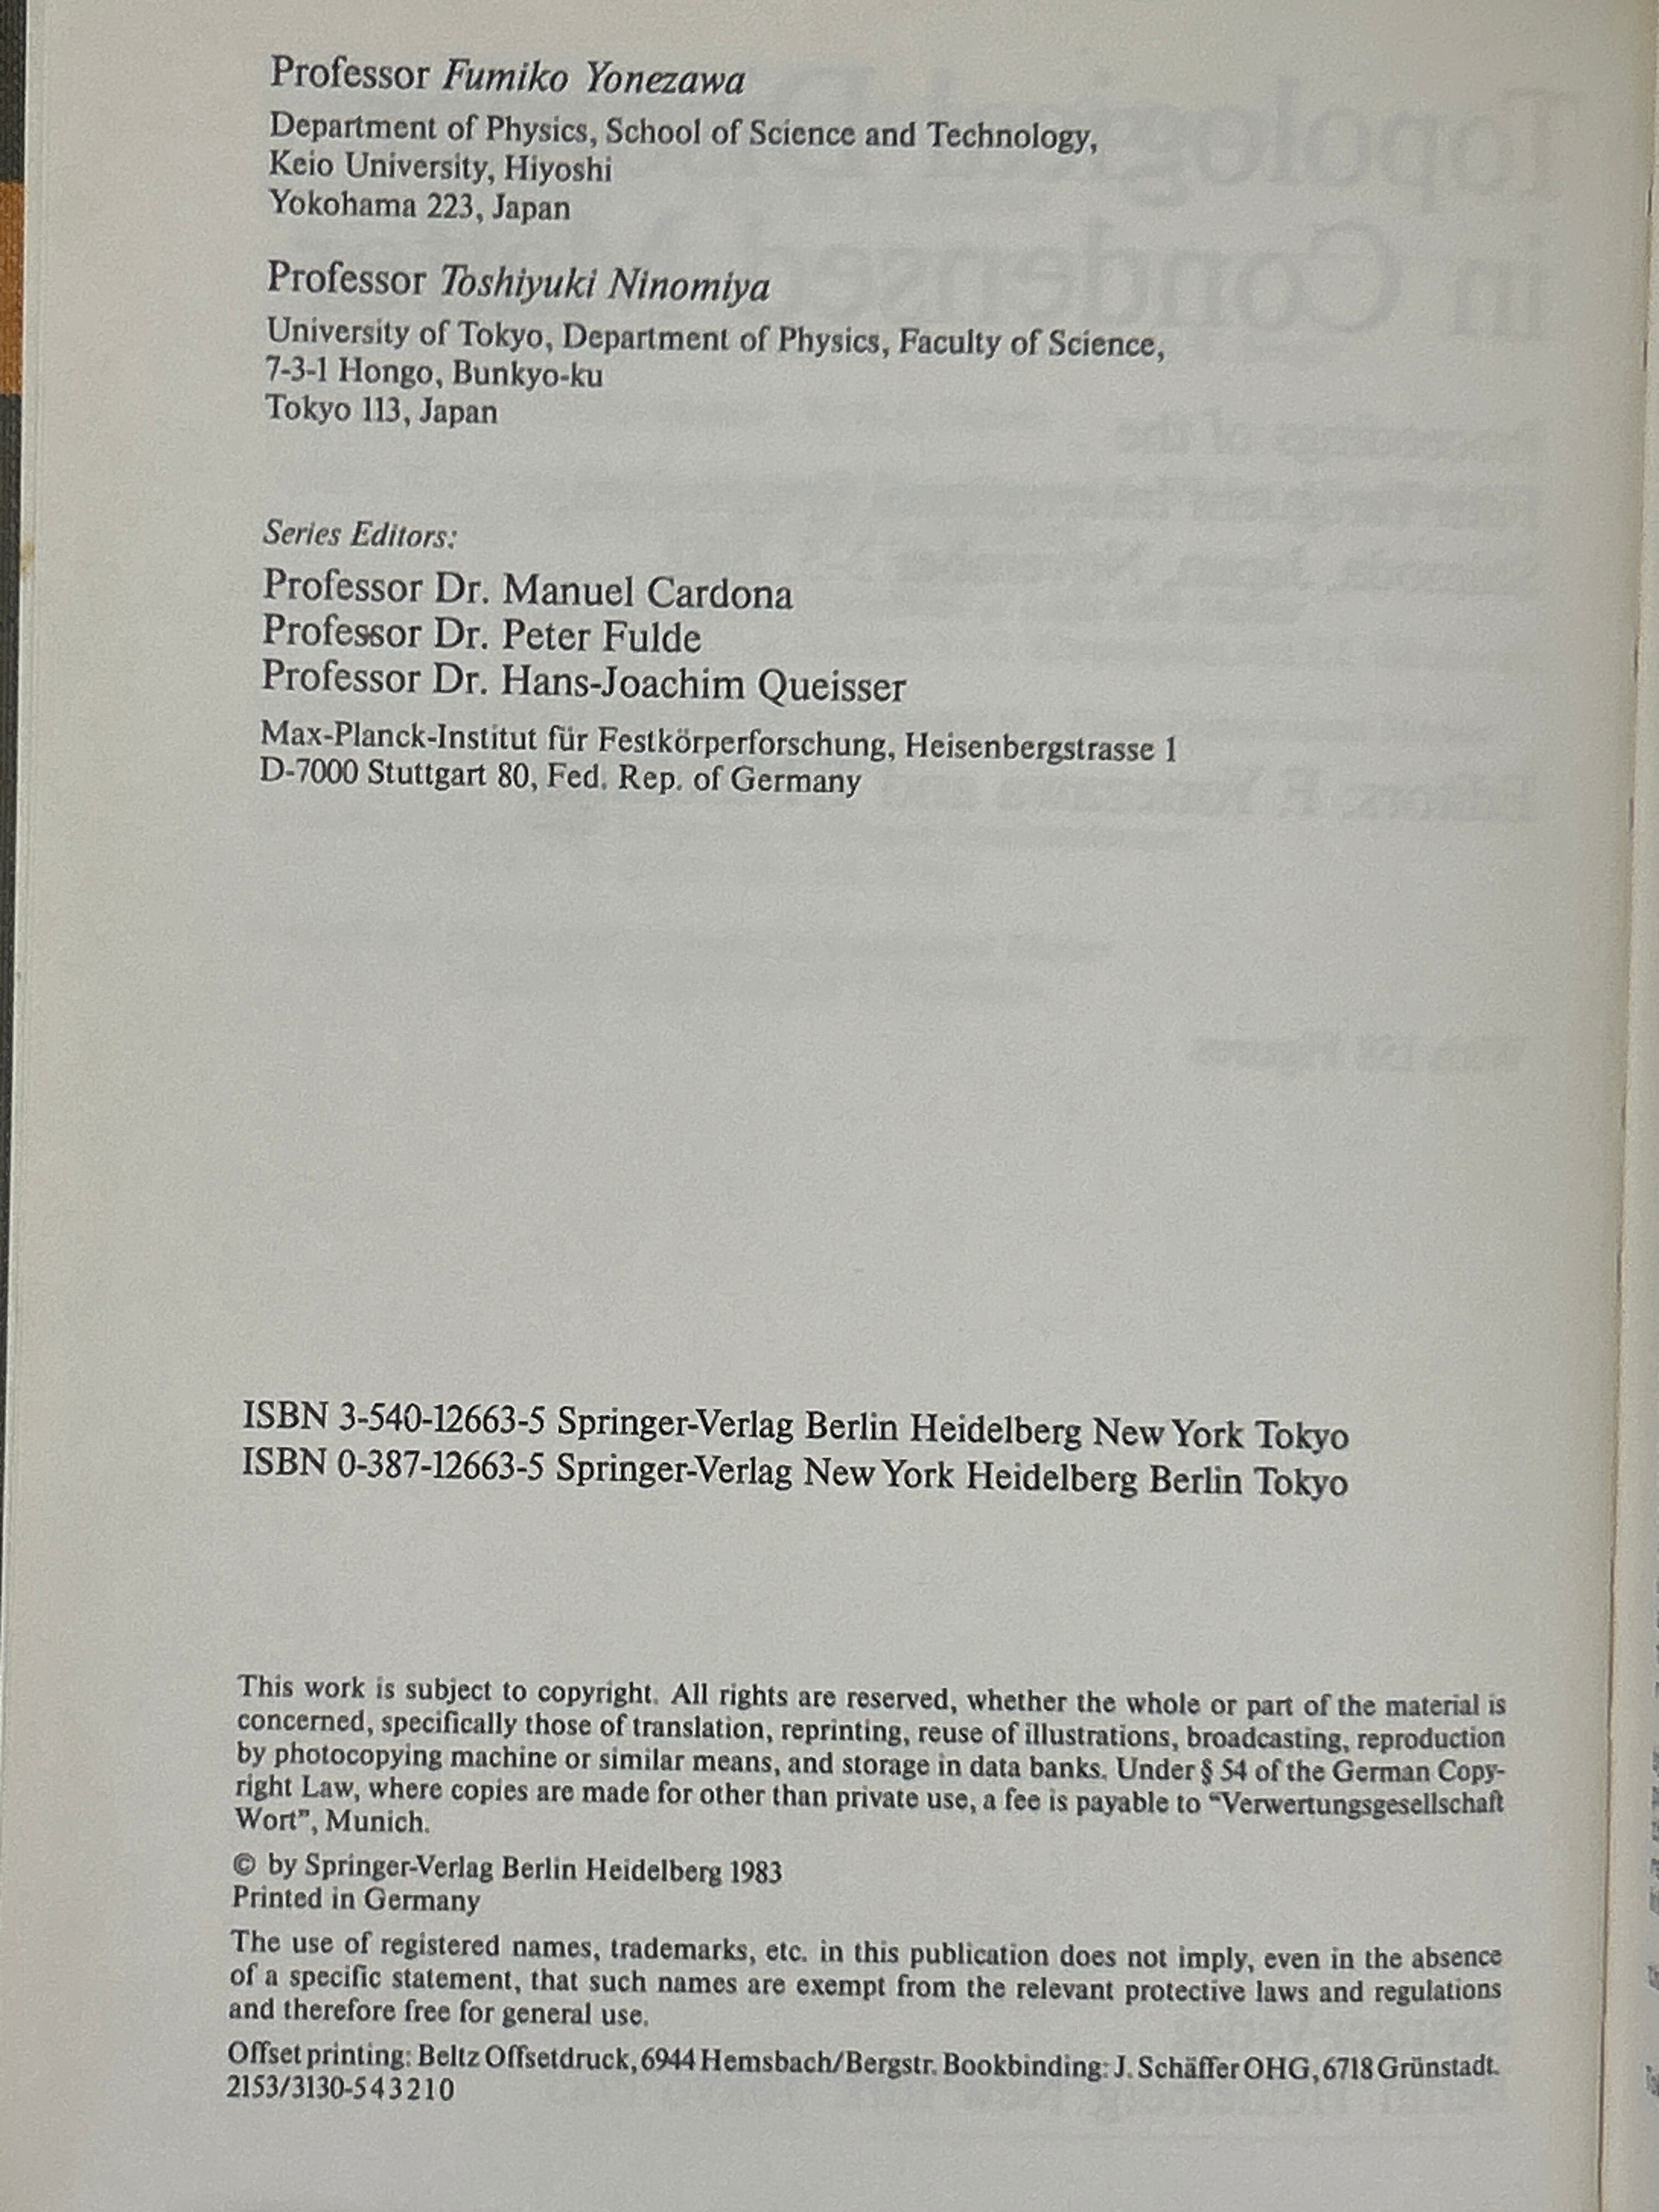 Professor Fumiko Yonezawa
Department of Physics, School of Science and Technology,
Keio University, Hiyoshi
Yokohama 223, Japan
Professor Toshiyuki Ninomiya
University of Tokyo, Department of Physics, Faculty of Science,
7-3-1 Hongo, Bunkyo-ku
Tokyo 113, Japan
Series Editors:
Professor Dr. Manuel Cardona
Professor Dr. Peter Fulde
Professor Dr. Hans-Joachim Queisser
Max-Planck-Institut für Festkörperforschung, Heisenbergstrasse 1
D-7000 Stuttgart 80, Fed. Rep. of Germany
ISBN 3-540-12663-5 Springer-Verlag Berlin Heidelberg New York Tokyo
ISBN 0-387-12663-5 Springer-Verlag New York Heidelberg Berlin Tokyo
This work is subject to copyright. All rights are reserved, whether the whole or part of the material is
concerned, specifically those of translation, reprinting, reuse of illustrations, broadcasting, reproduction
by photocopying machine or similar means, and storage in data banks. Under § 54 of the German Copy-
right Law, where copies are made for other than private use, a fee is payable to “Verwertungsgesellschaft
Wort”, Munich.
© by Springer-Verlag Berlin Heidelberg 1983
Printed in Germany
The use of registered names, trademarks, etc. in this publication does not imply, even in the absence
of a specific statement, that such names are exempt from the relevant protective laws and regulations
and therefore free for general use.
Offset printing: Beltz Offsetdruck, 6944 Hemsbach/Bergstr. Bookbinding: J. Schäffer OHG, 6718 Grünstadt.
2153/3130-543210